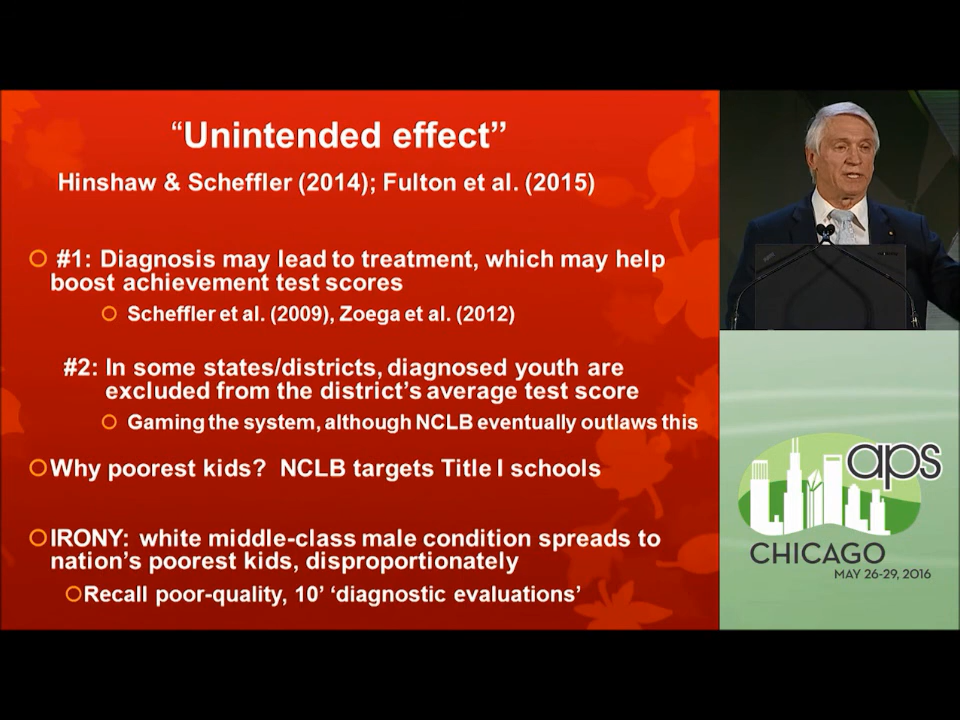 “Unintended effect”
Hinshaw & Scheffler (2014); Fulton et al. (2015)
#1: Diagnosis may lead to treatment, which may help
boost achievement test scores
Scheffler et al. (2009), Zoega et al. (2012)
#2: In some states/districts, diagnosed youth are
excluded from the district’s average test score
Gaming the system, although NCLB eventually outlaws this
Why poorest kids? NCLB targets Title I schools
IRONY: white middle-class male condition spreads to
nation’s poorest kids, disproportionately
Recall poor-quality, 10’ ‘diagnostic evaluations’
aps
CHICAGO
MAY 26-29, 2016